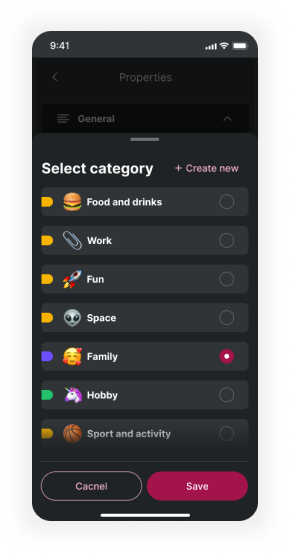 9:41
Properties
General
Select category
+ Create new
Food and drinks
Work
Fun
Space
Family
Hobby
Sport and activity
Cacnel
Save